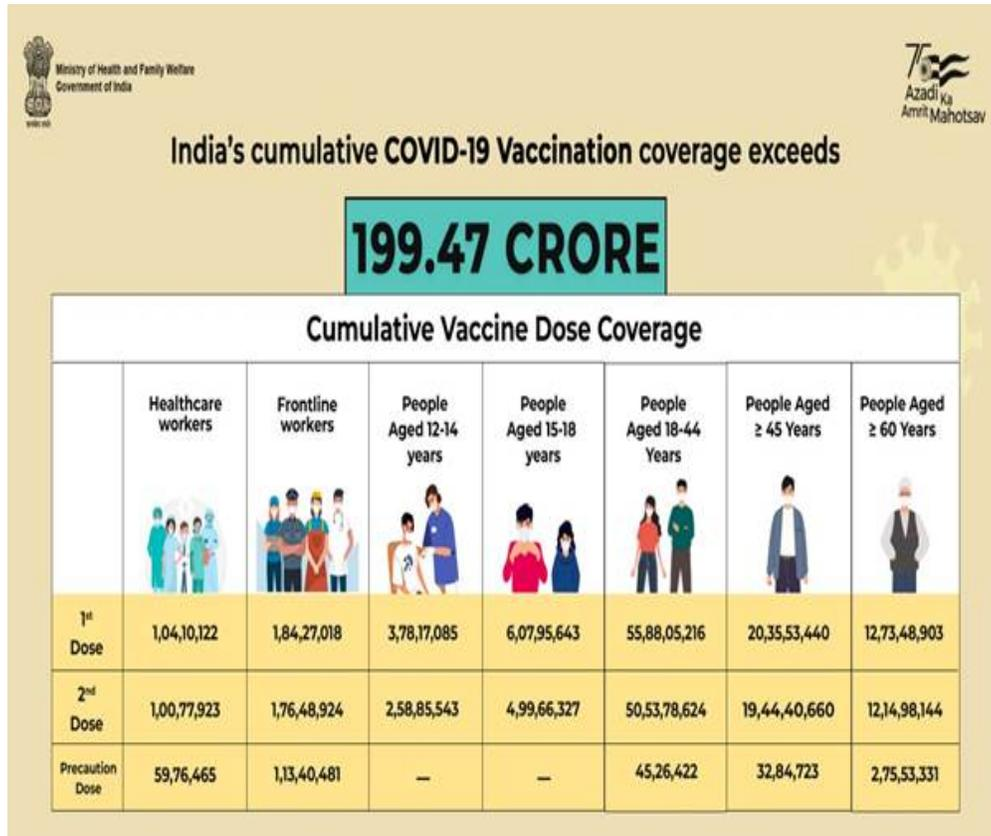 Ministry of Health and Family Welfare
Government of India
75
Azadi Ka
Amrit Mahotsav
India's cumulative COVID-19 Vaccination coverage exceeds
199.47 CRORE
Cumulative Vaccine Dose Coverage
Healthcare workers
Frontline workers
People Aged 12-14 years
People Aged 15-18 years
People Aged 18-44 Years
People Aged ≥ 45 Years
People Aged ≥ 60 Years
1st Dose 1,04,10,122 1,84,27,018 3,78,17,085 6,07,95,643 55,88,05,216 20,35,53,440 12,73,48,903
2nd Dose 1,00,77,923 1,76,48,924 2,58,85,543 4,99,66,327 50,53,78,624 19,44,40,660 12,14,98,144
Precaution Dose 59,76,465 1,13,40,481 — — 45,26,422 32,84,723 2,75,53,331